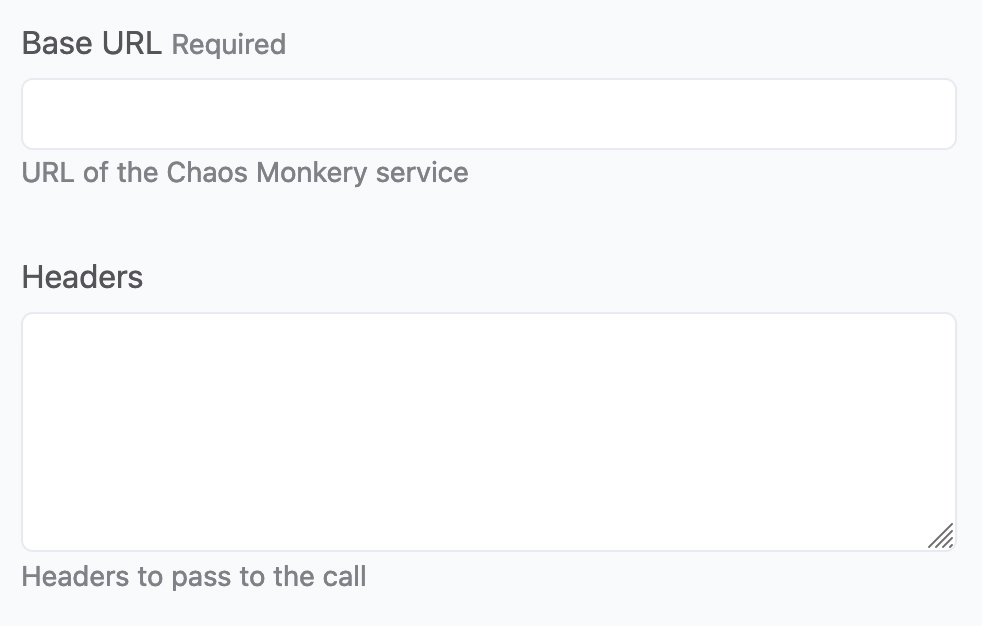 Base URL Required
URL of the Chaos Monkery service
Headers
Headers to pass to the call